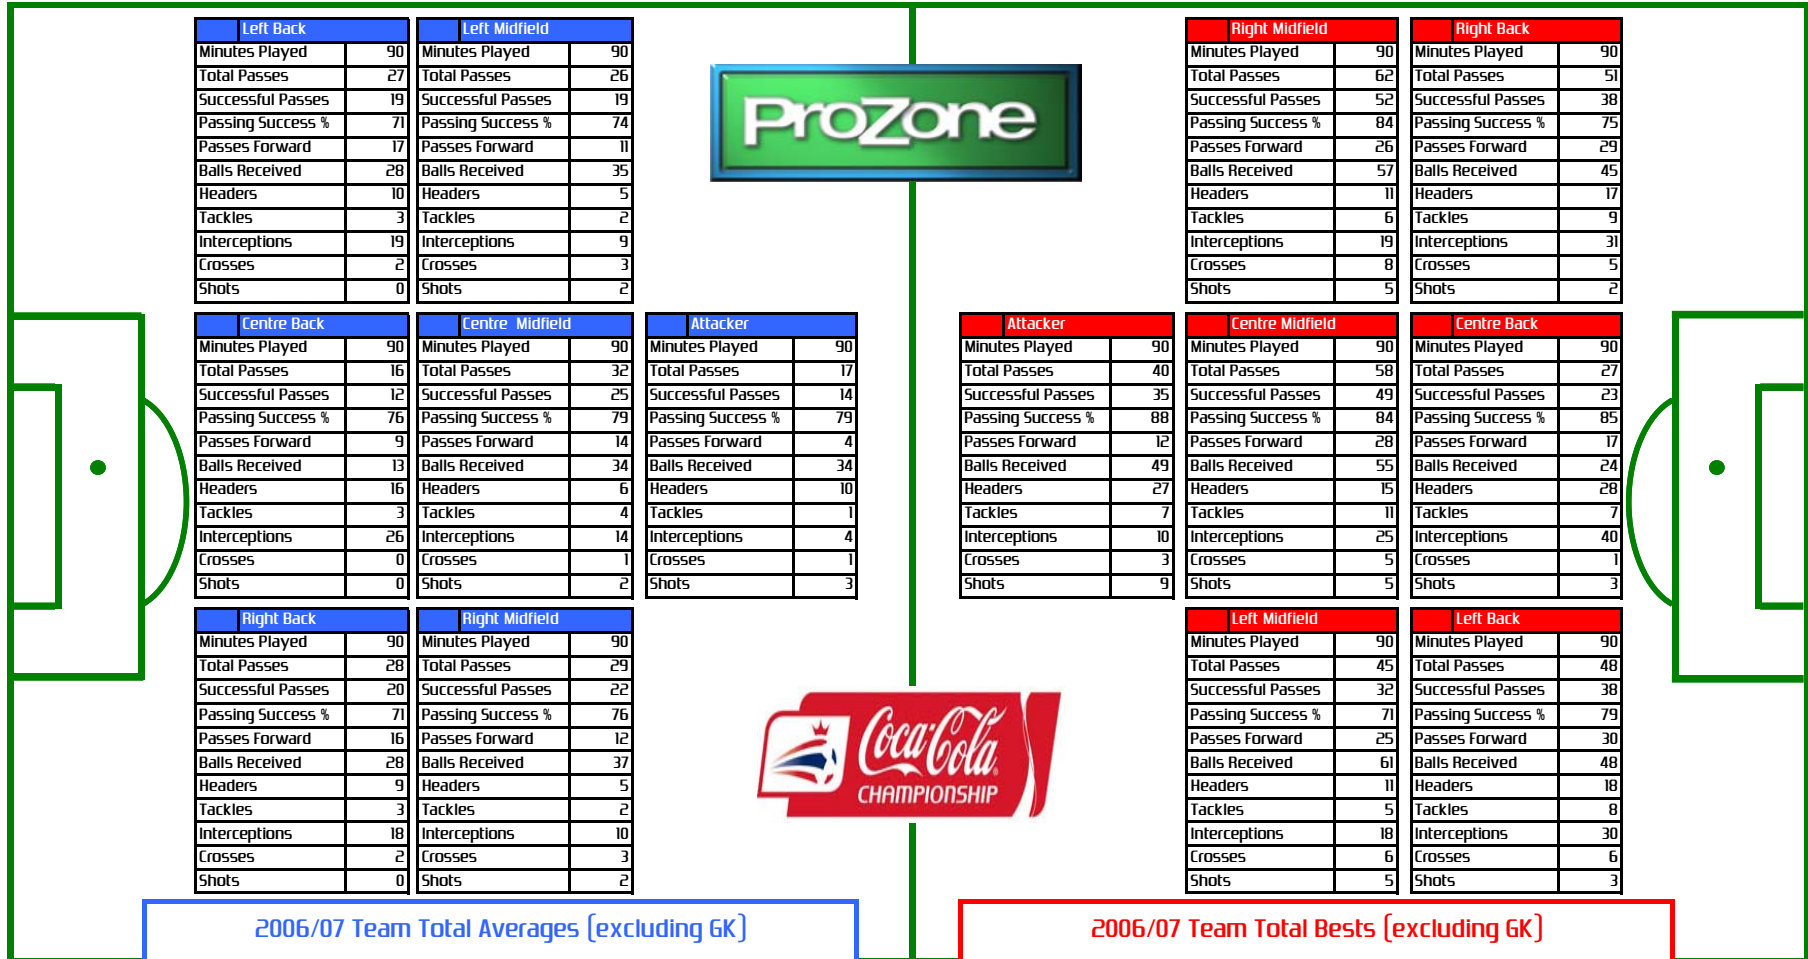 Left Back
Minutes Played 90
Total Passes 27
Successful Passes 19
Passing Success % 71
Passes Forward 17
Balls Received 28
Headers 10
Tackles 3
Interceptions 19
Crosses 2
Shots 0
Left Midfield
Minutes Played 90
Total Passes 26
Successful Passes 19
Passing Success % 74
Passes Forward 11
Balls Received 35
Headers 5
Tackles 2
Interceptions 9
Crosses 3
Shots 2
ProZone
Right Midfield
Minutes Played 90
Total Passes 62
Successful Passes 52
Passing Success % 84
Passes Forward 26
Balls Received 57
Headers 11
Tackles 6
Interceptions 19
Crosses 8
Shots 5
Right Back
Minutes Played 90
Total Passes 51
Successful Passes 38
Passing Success % 75
Passes Forward 29
Balls Received 45
Headers 17
Tackles 9
Interceptions 31
Crosses 5
Shots 2
Centre Back
Minutes Played 90
Total Passes 16
Successful Passes 12
Passing Success % 76
Passes Forward 9
Balls Received 13
Headers 16
Tackles 3
Interceptions 26
Crosses 0
Shots 0
Centre Midfield
Minutes Played 90
Total Passes 32
Successful Passes 25
Passing Success % 79
Passes Forward 14
Balls Received 34
Headers 6
Tackles 4
Interceptions 14
Crosses 1
Shots 2
Attacker
Minutes Played 90
Total Passes 17
Successful Passes 14
Passing Success % 79
Passes Forward 4
Balls Received 34
Headers 10
Tackles 1
Interceptions 4
Crosses 1
Shots 3
Attacker
Minutes Played 90
Total Passes 40
Successful Passes 35
Passing Success % 88
Passes Forward 12
Balls Received 49
Headers 27
Tackles 7
Interceptions 10
Crosses 3
Shots 9
Centre Midfield
Minutes Played 90
Total Passes 58
Successful Passes 49
Passing Success % 84
Passes Forward 28
Balls Received 55
Headers 15
Tackles 11
Interceptions 25
Crosses 5
Shots 5
Centre Back
Minutes Played 90
Total Passes 27
Successful Passes 23
Passing Success % 85
Passes Forward 17
Balls Received 24
Headers 28
Tackles 7
Interceptions 40
Crosses 1
Shots 3
Right Back
Minutes Played 90
Total Passes 28
Successful Passes 20
Passing Success % 71
Passes Forward 16
Balls Received 28
Headers 9
Tackles 3
Interceptions 18
Crosses 2
Shots 0
Right Midfield
Minutes Played 90
Total Passes 29
Successful Passes 22
Passing Success % 76
Passes Forward 12
Balls Received 37
Headers 5
Tackles 2
Interceptions 10
Crosses 3
Shots 2
Coca-Cola
CHAMPIONSHIP
Left Midfield
Minutes Played 90
Total Passes 45
Successful Passes 32
Passing Success % 71
Passes Forward 25
Balls Received 61
Headers 11
Tackles 5
Interceptions 18
Crosses 6
Shots 5
Left Back
Minutes Played 90
Total Passes 48
Successful Passes 38
Passing Success % 79
Passes Forward 30
Balls Received 48
Headers 18
Tackles 8
Interceptions 30
Crosses 6
Shots 3
2006/07 Team Total Averages (excluding GK)
2006/07 Team Total Bests (excluding GK)